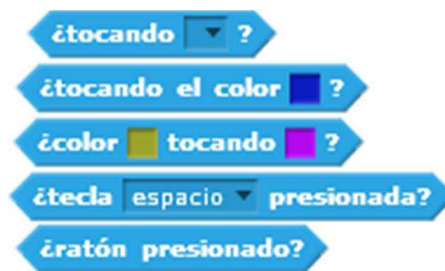 ¿tocando ?
¿tocando el color ?
¿color tocando ?
¿tecla espacio presionada?
¿ratón presionado?